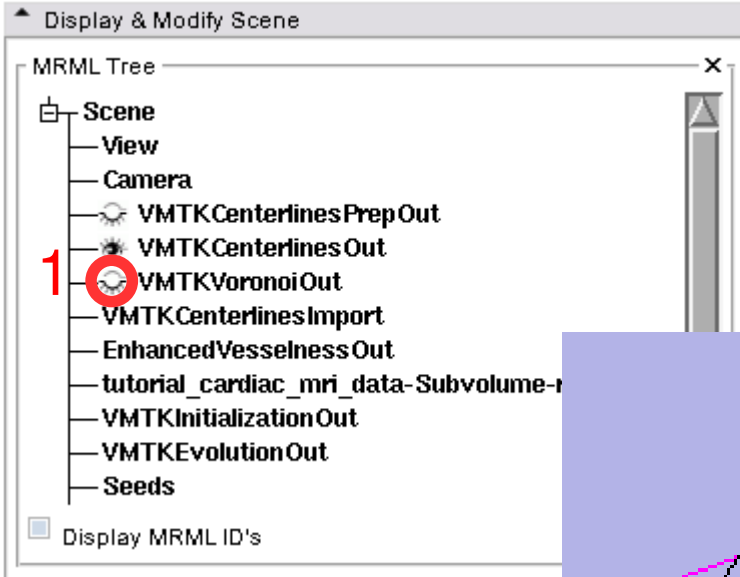 Display & Modify Scene
MRML Tree
Scene
View
Camera
VMTKCenterlinesPrepOut
VMTKCenterlinesOut
1
VMTKVoronoiOut
VMTKCenterlinesImport
EnhancedVesselnessOut
tutorial_cardiac_mri_data-Subvolume-r
VMTKInitializationOut
VMTKEvolutionOut
Seeds
Display MRML ID's